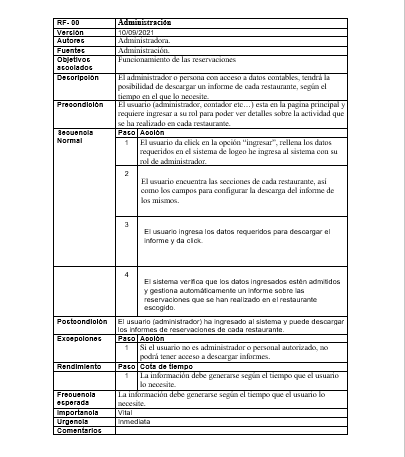 RF- 00 Administración
Versión 10/09/2021
Autores Administradora.
Fuentes Administración.
Objetivos Funcionamiento de las reservaciones
asociados
Descripción El administrador o persona con acceso a datos contables, tendrá la
posibilidad de descargar un informe de cada restaurante, según el
tiempo en el que lo necesite.
Precondición El usuario (administrador, contador etc...) esta en la pagina principal y
requiere ingresar a su rol para poder ver detalles sobre la actividad que
se ha realizado en cada restaurante.
Secuencia Paso Acción
Normal
1 El usuario da click en la opción “ingresar”, rellena los datos
requeridos en el sistema de logeo he ingresa al sistema con su
rol de administrador.
2
El usuario encuentra las secciones de cada restaurante, así
como los campos para configurar la descarga del informe de
los mismos.
3
El usuario ingresa los datos requeridos para descargar el
informe y da click.
4
El sistema verifica que los datos ingresados estén admitidos
y gestiona automáticamente un informe sobre las
reservaciones que se han realizado en el restaurante
escogido.
Postcondición El usuario (administrador) ha ingresado al sistema y puede descargar
los informes de reservaciones de cada restaurante.
Excepciones Paso Acción
1 Si el usuario no es administrador o personal autorizado, no
podrá tener acceso a descargar informes.
Rendimiento Paso Cota de tiempo
1 La información debe generarse según el tiempo que el usuario
lo necesite.
Frecuencia La información debe generarse según el tiempo que el usuario lo
esperada necesite.
Importancia Vital
Urgencia Inmediata
Comentarios